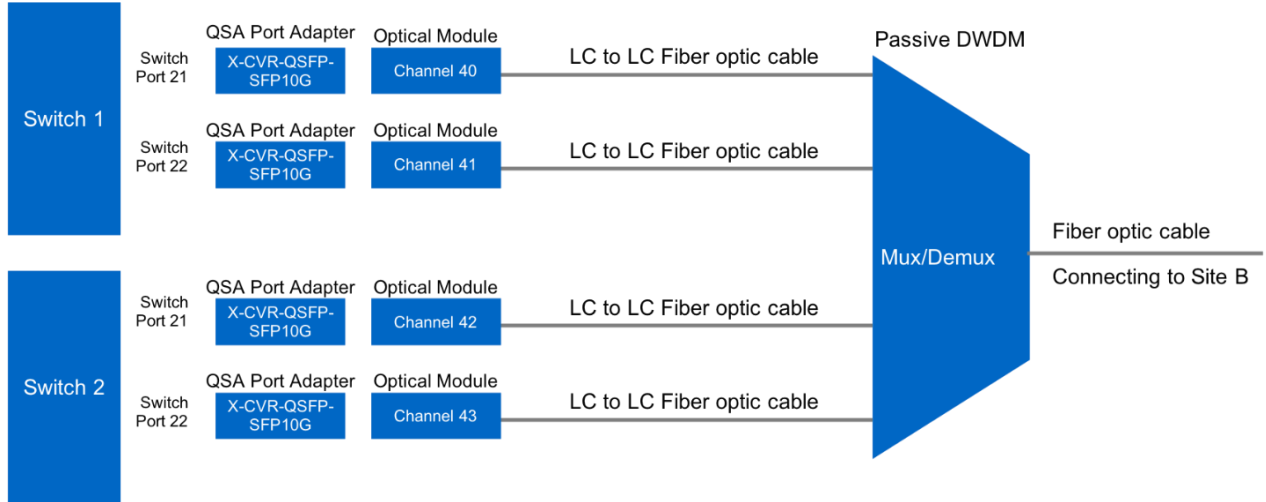 QSA Port Adapter
Optical Module
Switch
Port 21
X-CVR-QSFP-
SFP10G
Channel 40
LC to LC Fiber optic cable
Passive DWDM
Switch 1
QSA Port Adapter
Optical Module
Switch
Port 22
X-CVR-QSFP-
SFP10G
Channel 41
LC to LC Fiber optic cable
Mux/Demux
Fiber optic cable
Connecting to Site B
QSA Port Adapter
Optical Module
Switch
Port 21
X-CVR-QSFP-
SFP10G
Channel 42
LC to LC Fiber optic cable
Switch 2
QSA Port Adapter
Optical Module
Switch
Port 22
X-CVR-QSFP-
SFP10G
Channel 43
LC to LC Fiber optic cable